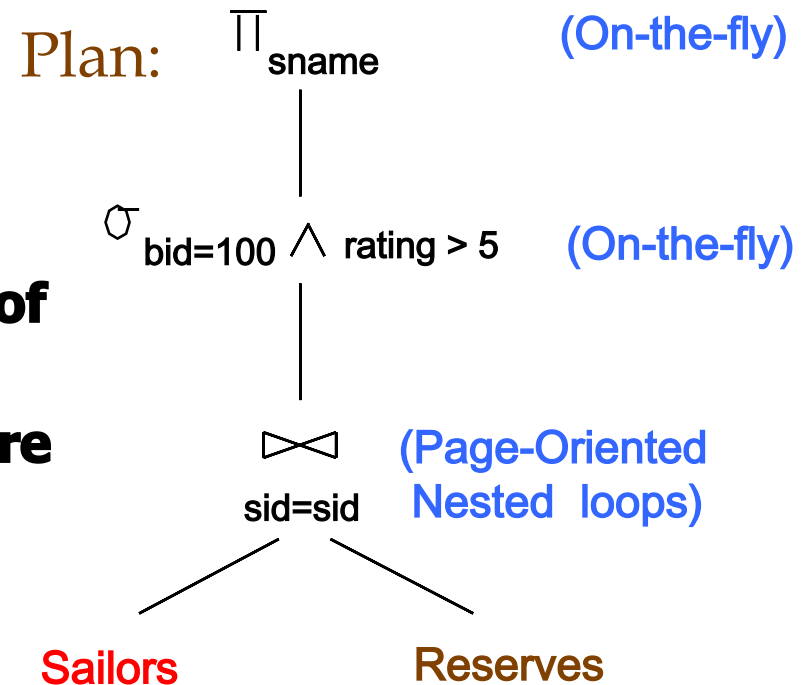 Plan:
∏ sname (On-the-fly)
σ bid=100 ∧ rating > 5 (On-the-fly)
of
re
⋈ (Page-Oriented
sid=sid Nested loops)
Sailors Reserves